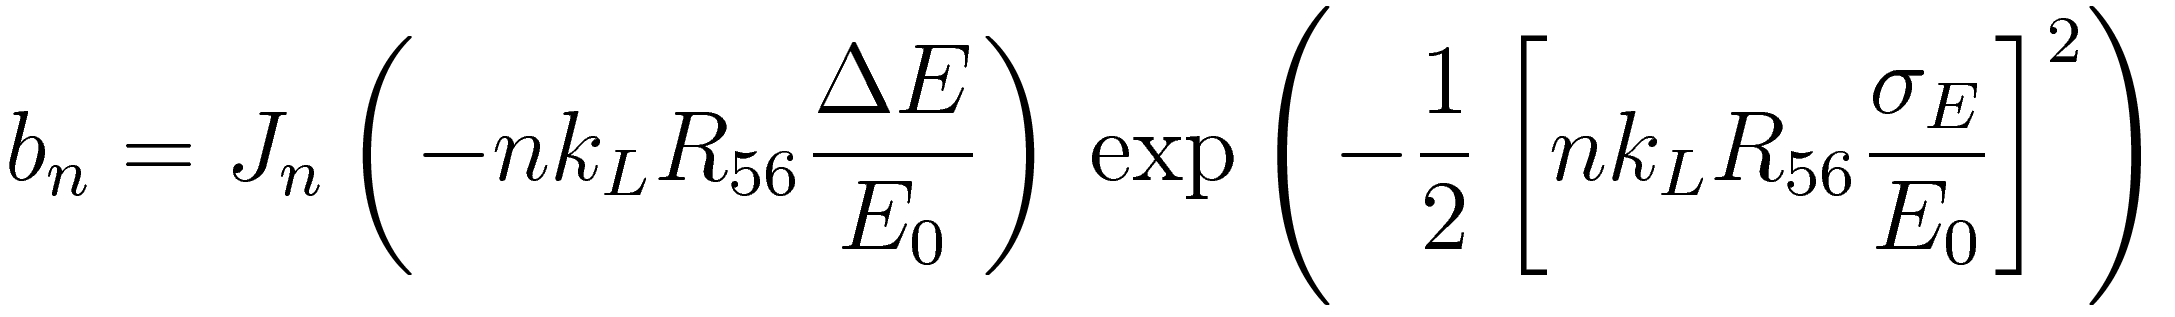 b_n = J_n \left( -n k_L R_{56} \frac{\Delta E}{E_0} \right) \exp \left( -\frac{1}{2} \left[ n k_L R_{56} \frac{\sigma_E}{E_0} \right]^2 \right)